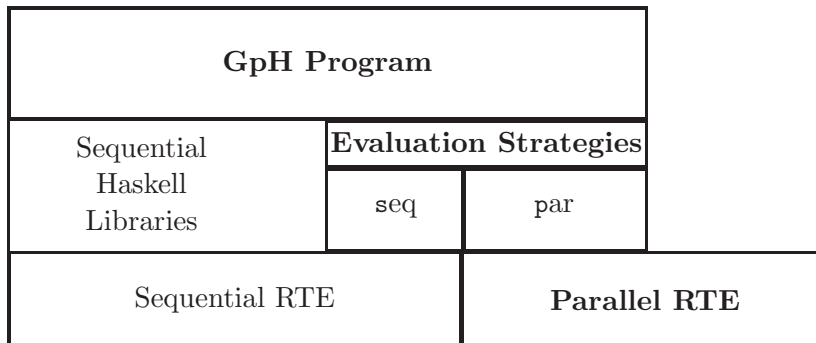 GpH Program
Sequential
Haskell
Libraries
Evaluation Strategies
seq
par
Sequential RTE
Parallel RTE